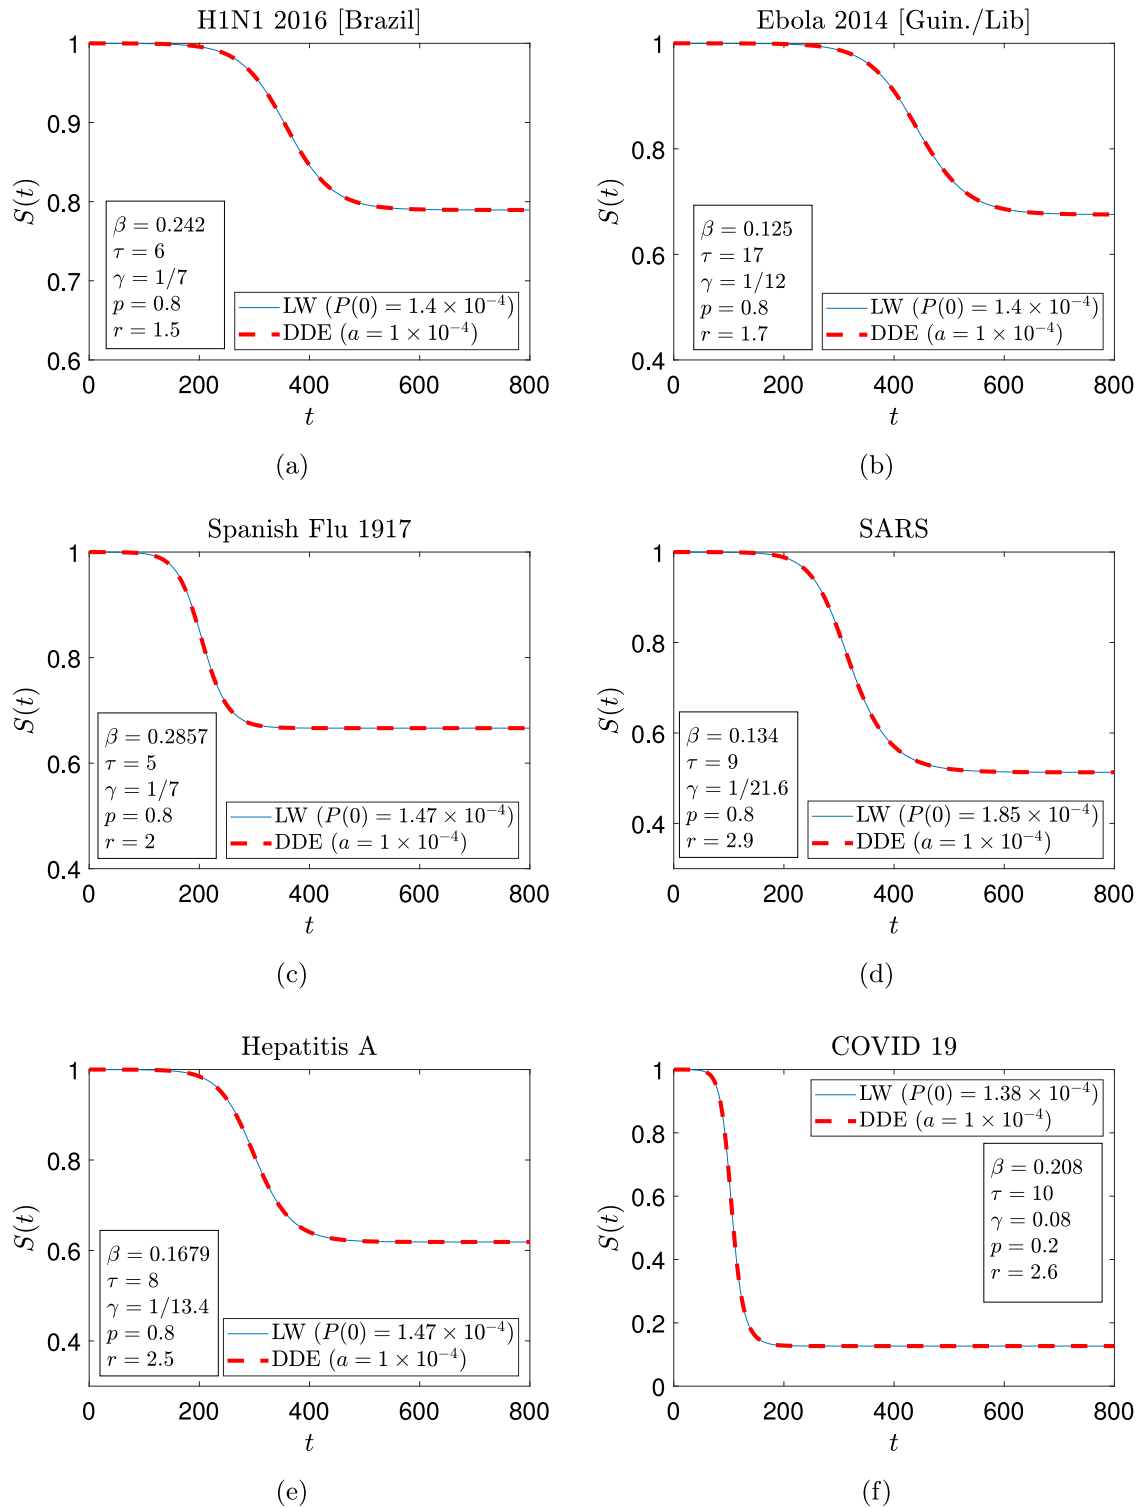 H1N1 2016 [Brazil]
1
0.9
0.8
0.7
0.6
S(t)
β = 0.242
τ = 6
γ = 1/7
p = 0.8
r = 1.5
LW (P(0) = 1.4 × 10⁻⁴)
DDE (a = 1 × 10⁻⁴)
0 200 400 600 800
t
(a)
Ebola 2014 [Guin./Lib]
1
0.8
0.6
0.4
S(t)
β = 0.125
τ = 17
γ = 1/12
p = 0.8
r = 1.7
LW (P(0) = 1.4 × 10⁻⁴)
DDE (a = 1 × 10⁻⁴)
0 200 400 600 800
t
(b)
Spanish Flu 1917
1
0.8
0.6
0.4
S(t)
β = 0.2857
τ = 5
γ = 1/7
p = 0.8
r = 2
LW (P(0) = 1.47 × 10⁻⁴)
DDE (a = 1 × 10⁻⁴)
0 200 400 600 800
t
(c)
SARS
1
0.8
0.6
0.4
S(t)
β = 0.134
τ = 9
γ = 1/21.6
p = 0.8
r = 2.9
LW (P(0) = 1.85 × 10⁻⁴)
DDE (a = 1 × 10⁻⁴)
0 200 400 600 800
t
(d)
Hepatitis A
1
0.8
0.6
0.4
S(t)
β = 0.1679
τ = 8
γ = 1/13.4
p = 0.8
r = 2.5
LW (P(0) = 1.47 × 10⁻⁴)
DDE (a = 1 × 10⁻⁴)
0 200 400 600 800
t
(e)
COVID 19
1
0.8
0.6
0.4
0.2
0
S(t)
LW (P(0) = 1.38 × 10⁻⁴)
DDE (a = 1 × 10⁻⁴)
β = 0.208
τ = 10
γ = 0.08
p = 0.2
r = 2.6
0 200 400 600 800
t
(f)